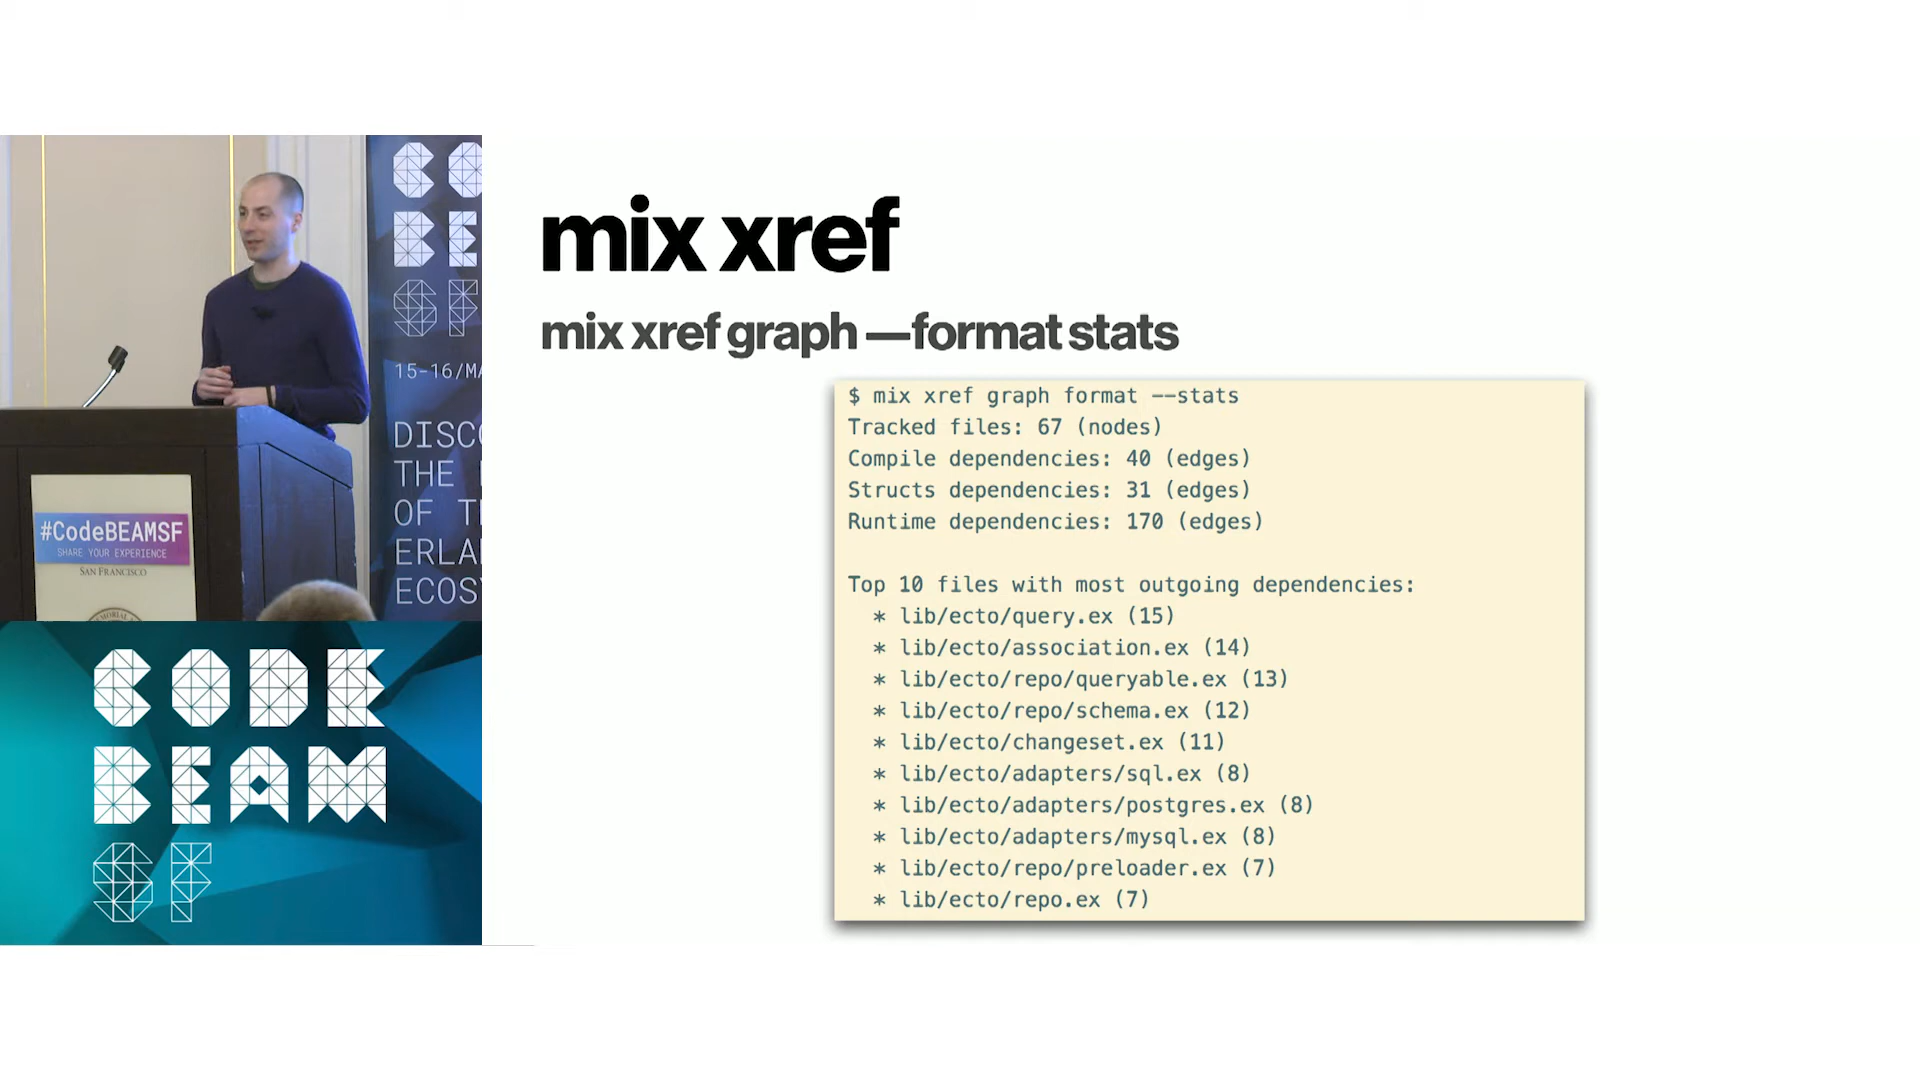 CO
BE
SF
15-16/MA
DISCO
THE
OF T
ERLA
ECOS
#CodeBEAMSF
SHARE YOUR EXPERIENCE
SAN FRANCISCO
CODE
BEAM
SF
mix xref
mix xref graph —format stats
$ mix xref graph format --stats
Tracked files: 67 (nodes)
Compile dependencies: 40 (edges)
Structs dependencies: 31 (edges)
Runtime dependencies: 170 (edges)
Top 10 files with most outgoing dependencies:
* lib/ecto/query.ex (15)
* lib/ecto/association.ex (14)
* lib/ecto/repo/queryable.ex (13)
* lib/ecto/repo/schema.ex (12)
* lib/ecto/changeset.ex (11)
* lib/ecto/adapters/sql.ex (8)
* lib/ecto/adapters/postgres.ex (8)
* lib/ecto/adapters/mysql.ex (8)
* lib/ecto/repo/preloader.ex (7)
* lib/ecto/repo.ex (7)